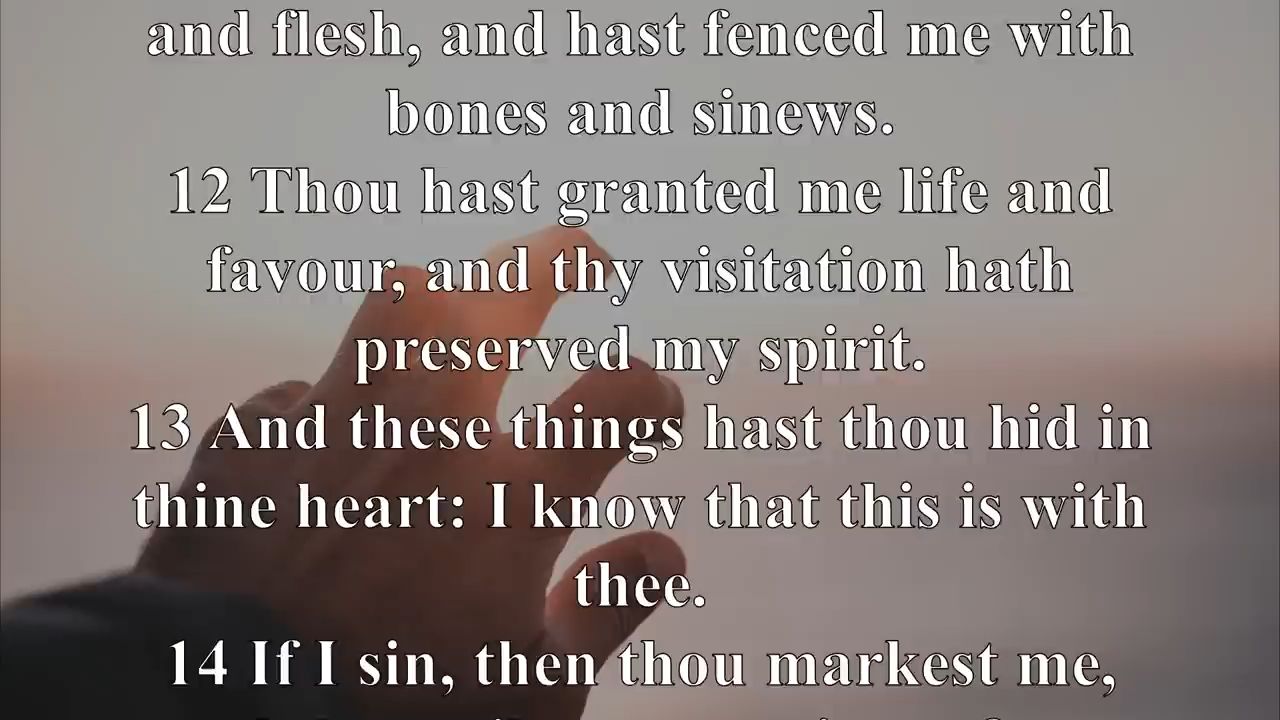 and flesh, and hast fenced me with
bones and sinews.
12 Thou hast granted me life and
favour, and thy visitation hath
preserved my spirit.
13 And these things hast thou hid in
thine heart: I know that this is with
thee.
14 If I sin, then thou markest me,